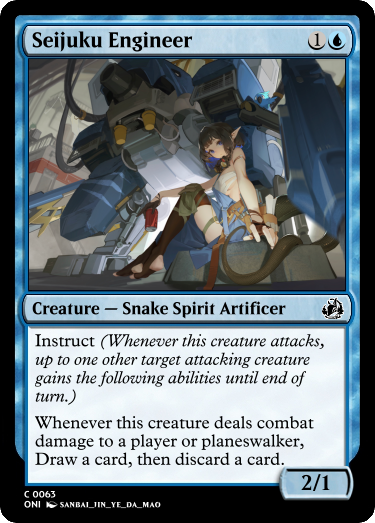 Seijuku Engineer 1
Creature — Snake Spirit Artificer
Instruct (Whenever this creature attacks,
up to one other target attacking creature
gains the following abilities until end of
turn.)
Whenever this creature deals combat
damage to a player or planeswalker,
Draw a card, then discard a card.
2/1
C 0063
ONI SANBAI_JIN_YE_DA_MAO